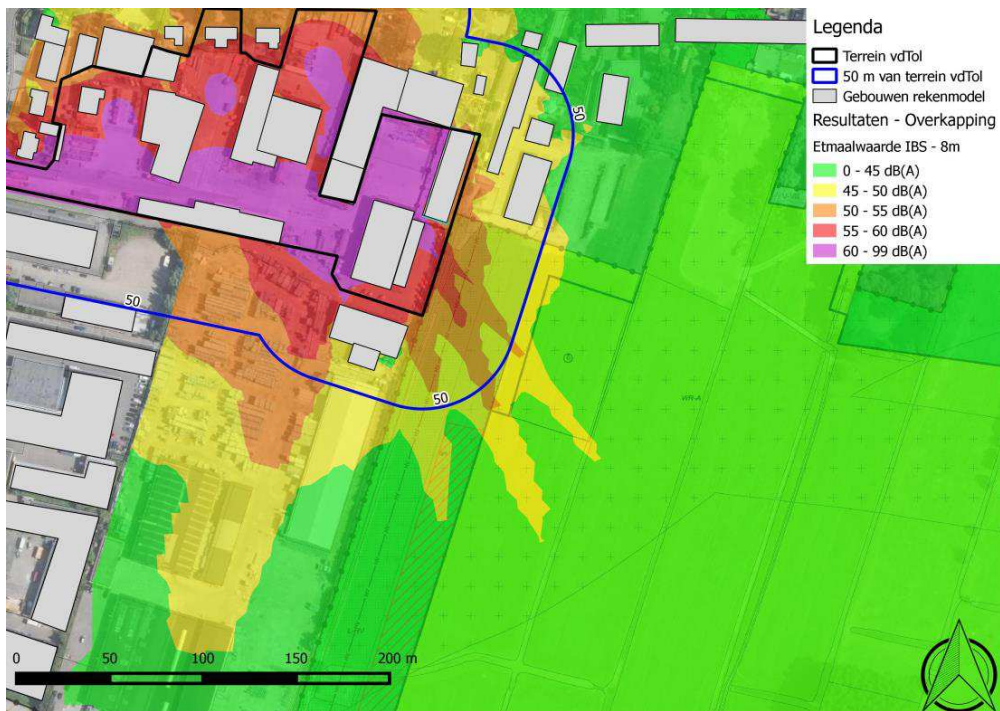 Legenda
Terrein vdTol
50 m van terrein vdTol
Gebouwen rekenmodel
Resultaten - Overkapping
Etmaalwaarde IBS - 8m
0 - 45 dB(A)
45 - 50 dB(A)
50 - 55 dB(A)
55 - 60 dB(A)
60 - 99 dB(A)
50
50
50
WR-A
0 50 100 150 200 m